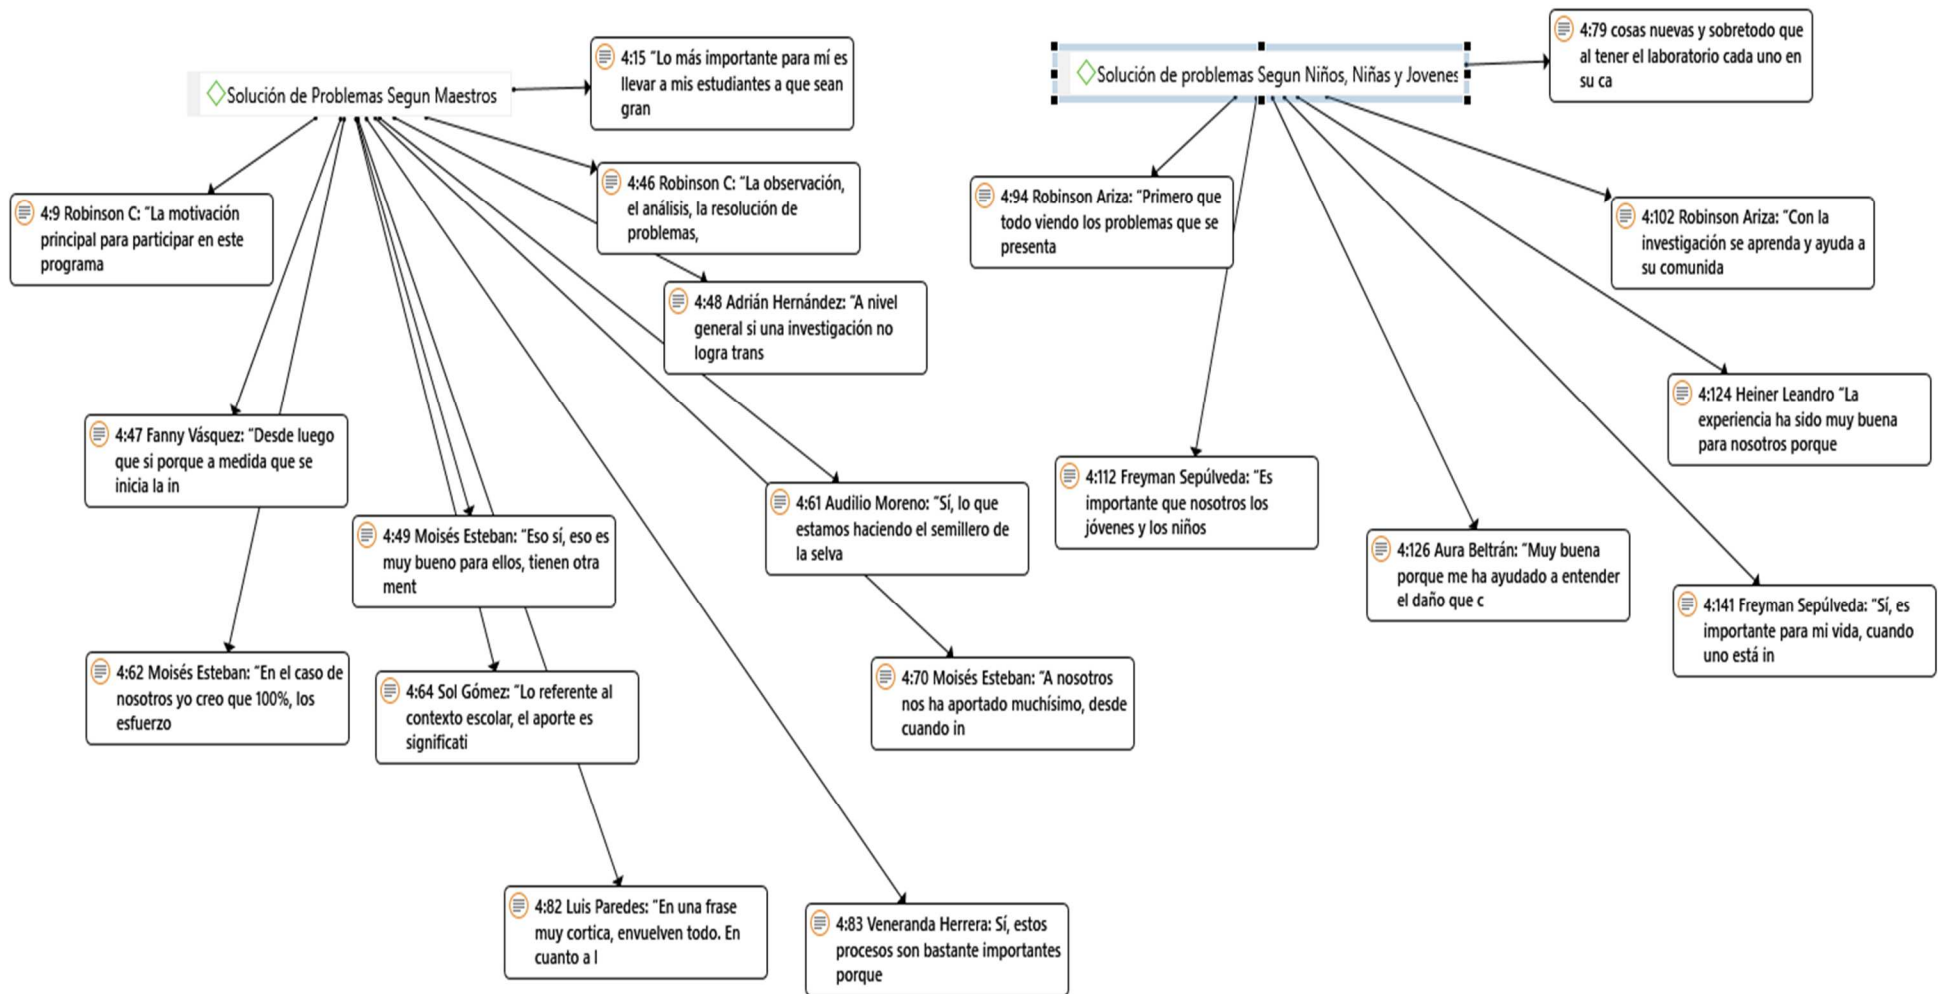 Solución de Problemas Segun Maestros
4:15 “Lo más importante para mí es
llevar a mis estudiantes a que sean
gran
4:46 Robinson C: “La observación,
el análisis, la resolución de
problemas,
4:9 Robinson C: “La motivación
principal para participar en este
programa
4:48 Adrián Hernández: “A nivel
general si una investigación no
logra trans
4:47 Fanny Vásquez: “Desde luego
que si porque a medida que se
inicia la in
4:49 Moisés Esteban: “Eso sí, eso es
muy bueno para ellos, tienen otra
ment
4:61 Audilio Moreno: “Sí, lo que
estamos haciendo el semillero de
la selva
4:62 Moisés Esteban: “En el caso de
nosotros yo creo que 100%, los
esfuerzo
4:64 Sol Gómez: “Lo referente al
contexto escolar, el aporte es
significati
4:70 Moisés Esteban: “A nosotros
nos ha aportado muchísimo, desde
cuando in
4:82 Luis Paredes: “En una frase
muy cortica, envuelven todo. En
cuanto a l
4:83 Veneranda Herrera: Sí, estos
procesos son bastante importantes
porque
Solución de problemas Segun Niños, Niñas y Jovenes
4:79 cosas nuevas y sobretodo que
al tener el laboratorio cada uno en
su ca
4:94 Robinson Ariza: “Primero que
todo viendo los problemas que se
presenta
4:102 Robinson Ariza: “Con la
investigación se aprenda y ayuda a
su comunida
4:124 Heiner Leandro “La
experiencia ha sido muy buena
para nosotros porque
4:112 Freyman Sepúlveda: “Es
importante que nosotros los
jóvenes y los niños
4:126 Aura Beltrán: “Muy buena
porque me ha ayudado a entender
el daño que c
4:141 Freyman Sepúlveda: “Sí, es
importante para mi vida, cuando
uno está in